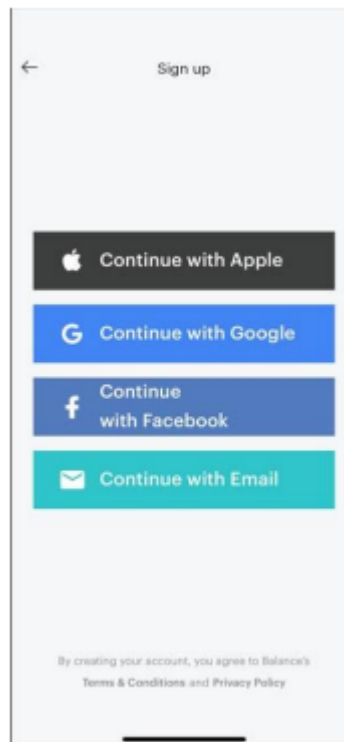 Sign up
Continue with Apple
Continue with Google
Continue
with Facebook
Continue with Email
By creating your account, you agree to Balance's
Terms & Conditions and Privacy Policy